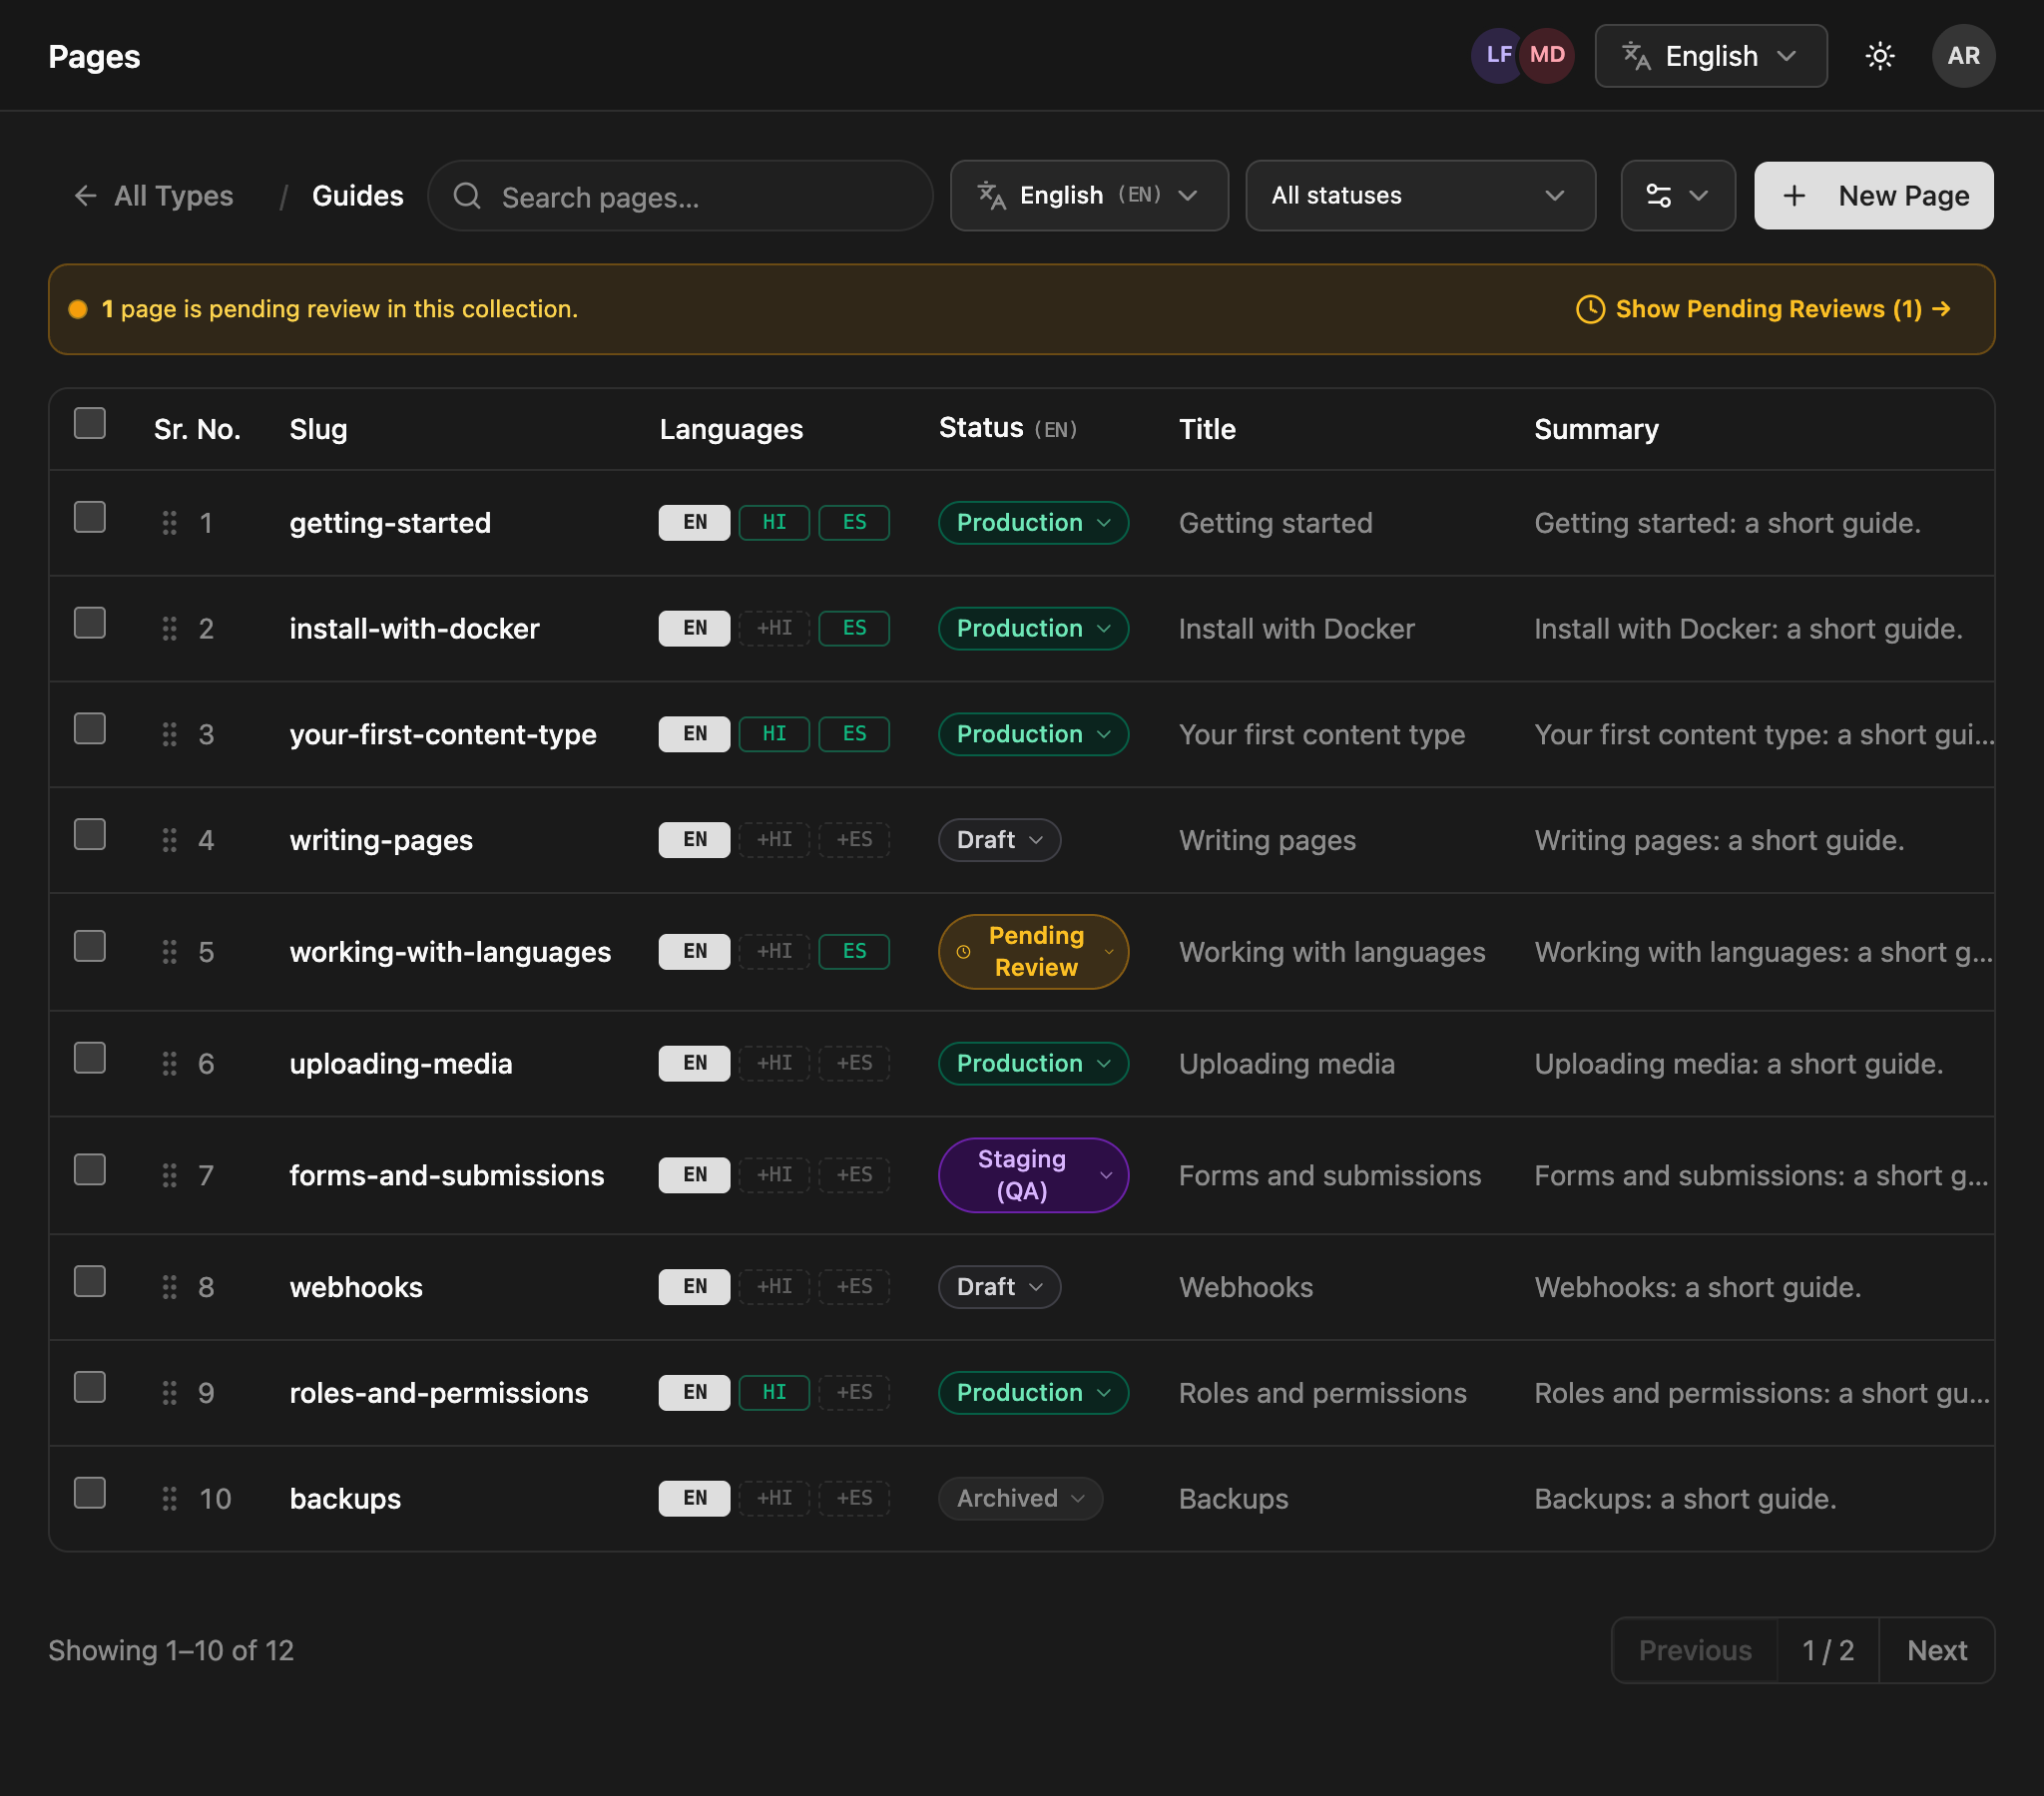 Pages
LF MD English AR
All Types / Guides Search pages... English (EN) All statuses + New Page
1 page is pending review in this collection. Show Pending Reviews (1) →
Sr. No. Slug Languages Status (EN) Title Summary
1 getting-started EN HI ES Production Getting started Getting started: a short guide.
2 install-with-docker EN +HI ES Production Install with Docker Install with Docker: a short guide.
3 your-first-content-type EN HI ES Production Your first content type Your first content type: a short gui...
4 writing-pages EN +HI +ES Draft Writing pages Writing pages: a short guide.
5 working-with-languages EN +HI ES Pending Review Working with languages Working with languages: a short g...
6 uploading-media EN +HI +ES Production Uploading media Uploading media: a short guide.
7 forms-and-submissions EN +HI +ES Staging (QA) Forms and submissions Forms and submissions: a short g...
8 webhooks EN +HI +ES Draft Webhooks Webhooks: a short guide.
9 roles-and-permissions EN HI +ES Production Roles and permissions Roles and permissions: a short gu...
10 backups EN +HI +ES Archived Backups Backups: a short guide.
Showing 1–10 of 12 Previous 1 / 2 Next